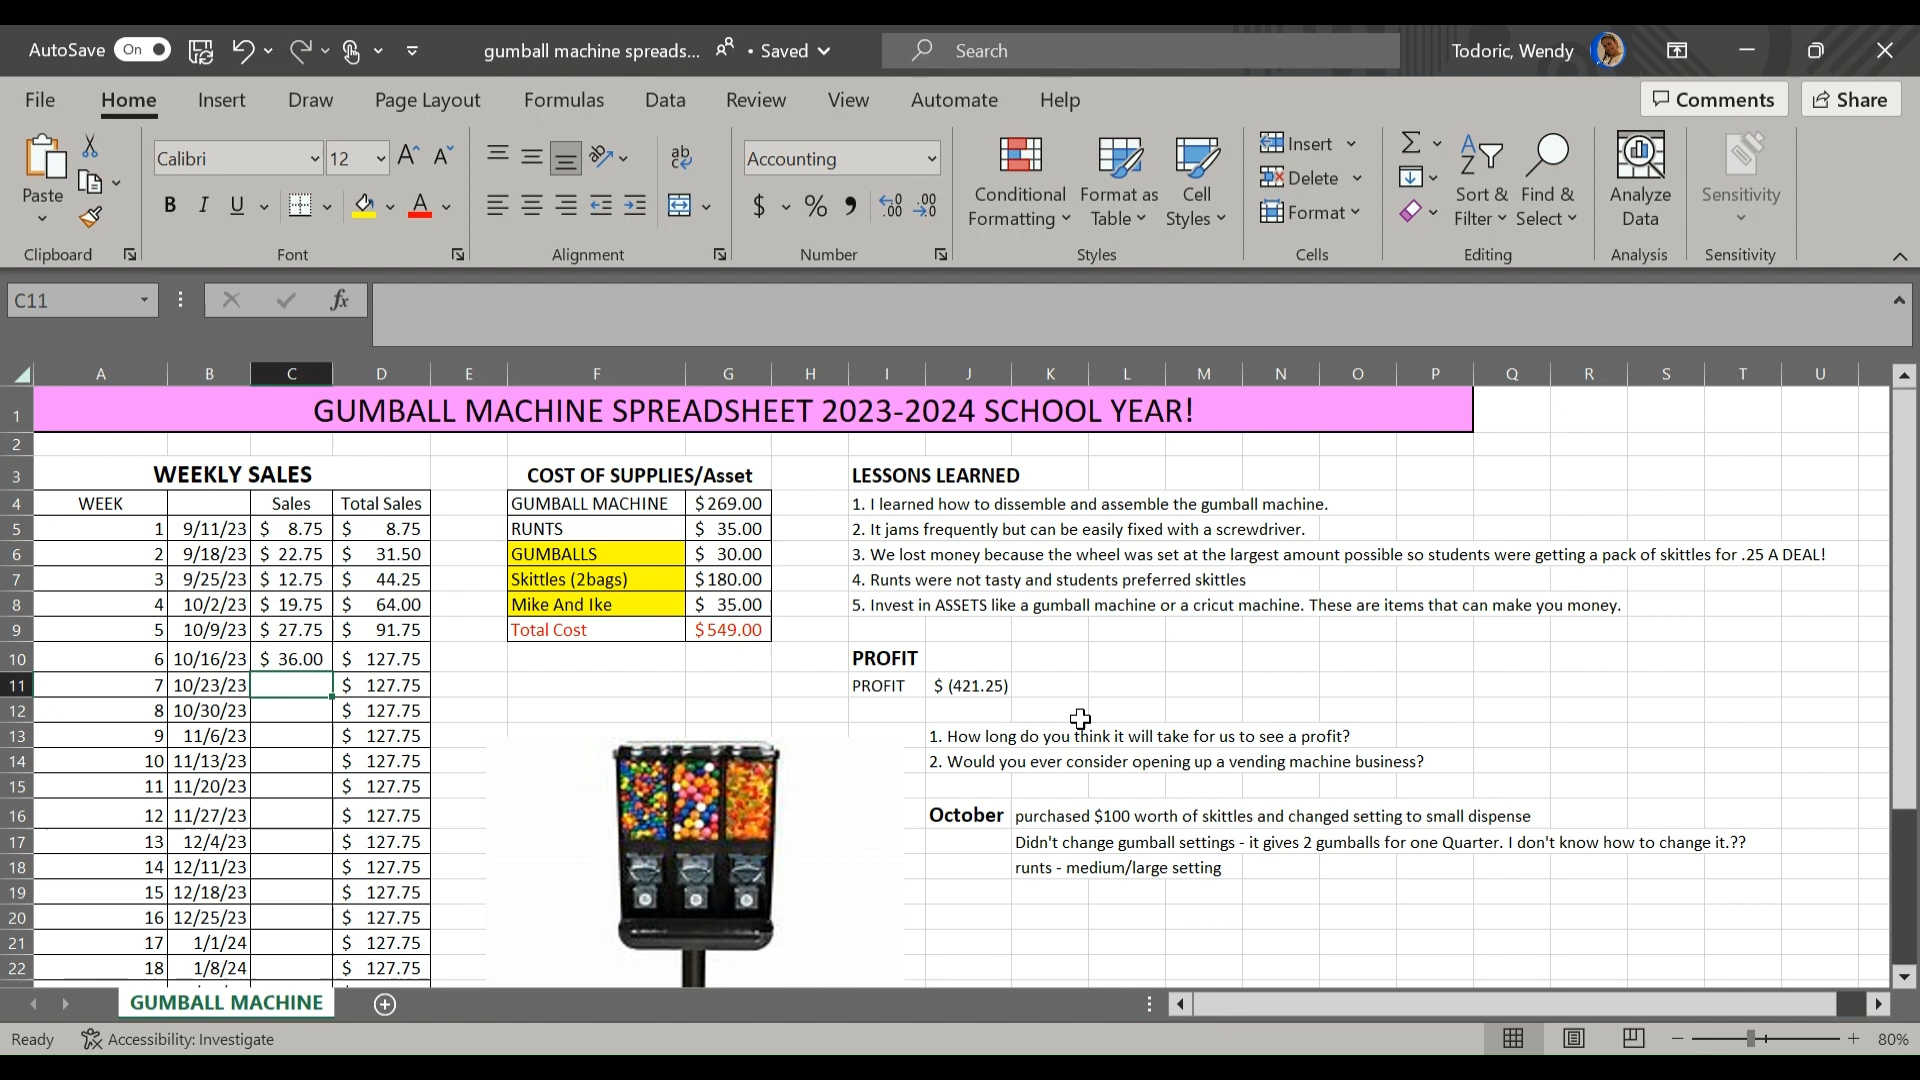 AutoSave On gumball machine spreads... • Saved Search Todoric, Wendy
File Home Insert Draw Page Layout Formulas Data Review View Automate Help Comments Share
Paste Calibri 12 ab Accounting Conditional Formatting Format as Table Cell Styles Insert Delete Format Sort & Filter Find & Select Analyze Data Sensitivity
B I U A $ % .00
Clipboard Font Alignment Number Styles Cells Editing Analysis Sensitivity
C11 fx
A B C D E F G H I J K L M N O P Q R S T U
1 GUMBALL MACHINE SPREADSHEET 2023-2024 SCHOOL YEAR!
2
3 WEEKLY SALES COST OF SUPPLIES/Asset LESSONS LEARNED
4 WEEK Sales Total Sales GUMBALL MACHINE $269.00 1. I learned how to dissemble and assemble the gumball machine.
5 1 9/11/23 $ 8.75 $ 8.75 RUNTS $ 35.00 2. It jams frequently but can be easily fixed with a screwdriver.
6 2 9/18/23 $ 22.75 $ 31.50 GUMBALLS $ 30.00 3. We lost money because the wheel was set at the largest amount possible so students were getting a pack of skittles for .25 A DEAL!
7 3 9/25/23 $ 12.75 $ 44.25 Skittles (2bags) $180.00 4. Runts were not tasty and students preferred skittles
8 4 10/2/23 $ 19.75 $ 64.00 Mike And Ike $ 35.00 5. Invest in ASSETS like a gumball machine or a cricut machine. These are items that can make you money.
9 5 10/9/23 $ 27.75 $ 91.75 Total Cost $549.00
10 6 10/16/23 $ 36.00 $ 127.75 PROFIT
11 7 10/23/23 $ 127.75 PROFIT $ (421.25)
12 8 10/30/23 $ 127.75
13 9 11/6/23 $ 127.75 1. How long do you think it will take for us to see a profit?
14 10 11/13/23 $ 127.75 2. Would you ever consider opening up a vending machine business?
15 11 11/20/23 $ 127.75
16 12 11/27/23 $ 127.75 October purchased $100 worth of skittles and changed setting to small dispense
17 13 12/4/23 $ 127.75 Didn't change gumball settings - it gives 2 gumballs for one Quarter. I don't know how to change it.??
18 14 12/11/23 $ 127.75 runts - medium/large setting
19 15 12/18/23 $ 127.75
20 16 12/25/23 $ 127.75
21 17 1/1/24 $ 127.75
22 18 1/8/24 $ 127.75
GUMBALL MACHINE
Ready Accessibility: Investigate 80%